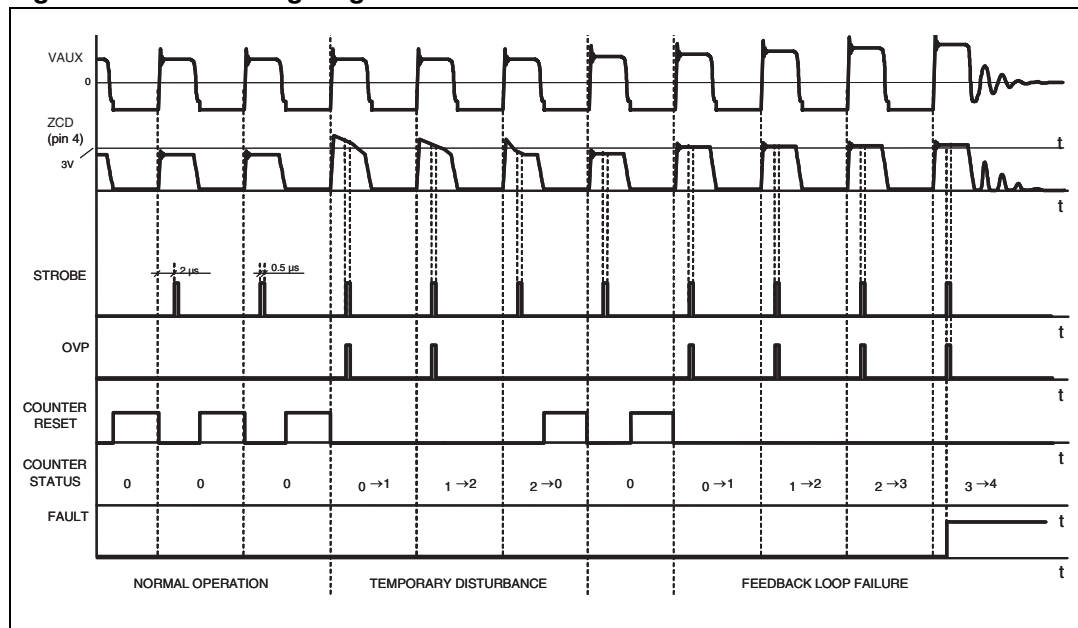 VAUX
0
ZCD
(pin 4)
3V
t
t
STROBE
2 µs
0.5 µs
t
OVP
t
COUNTER
RESET
t
COUNTER
STATUS
0 0 0 0 →1 1 →2 2 →0 0 0 →1 1 →2 2 →3 3 →4
FAULT
t
t
NORMAL OPERATION TEMPORARY DISTURBANCE FEEDBACK LOOP FAILURE